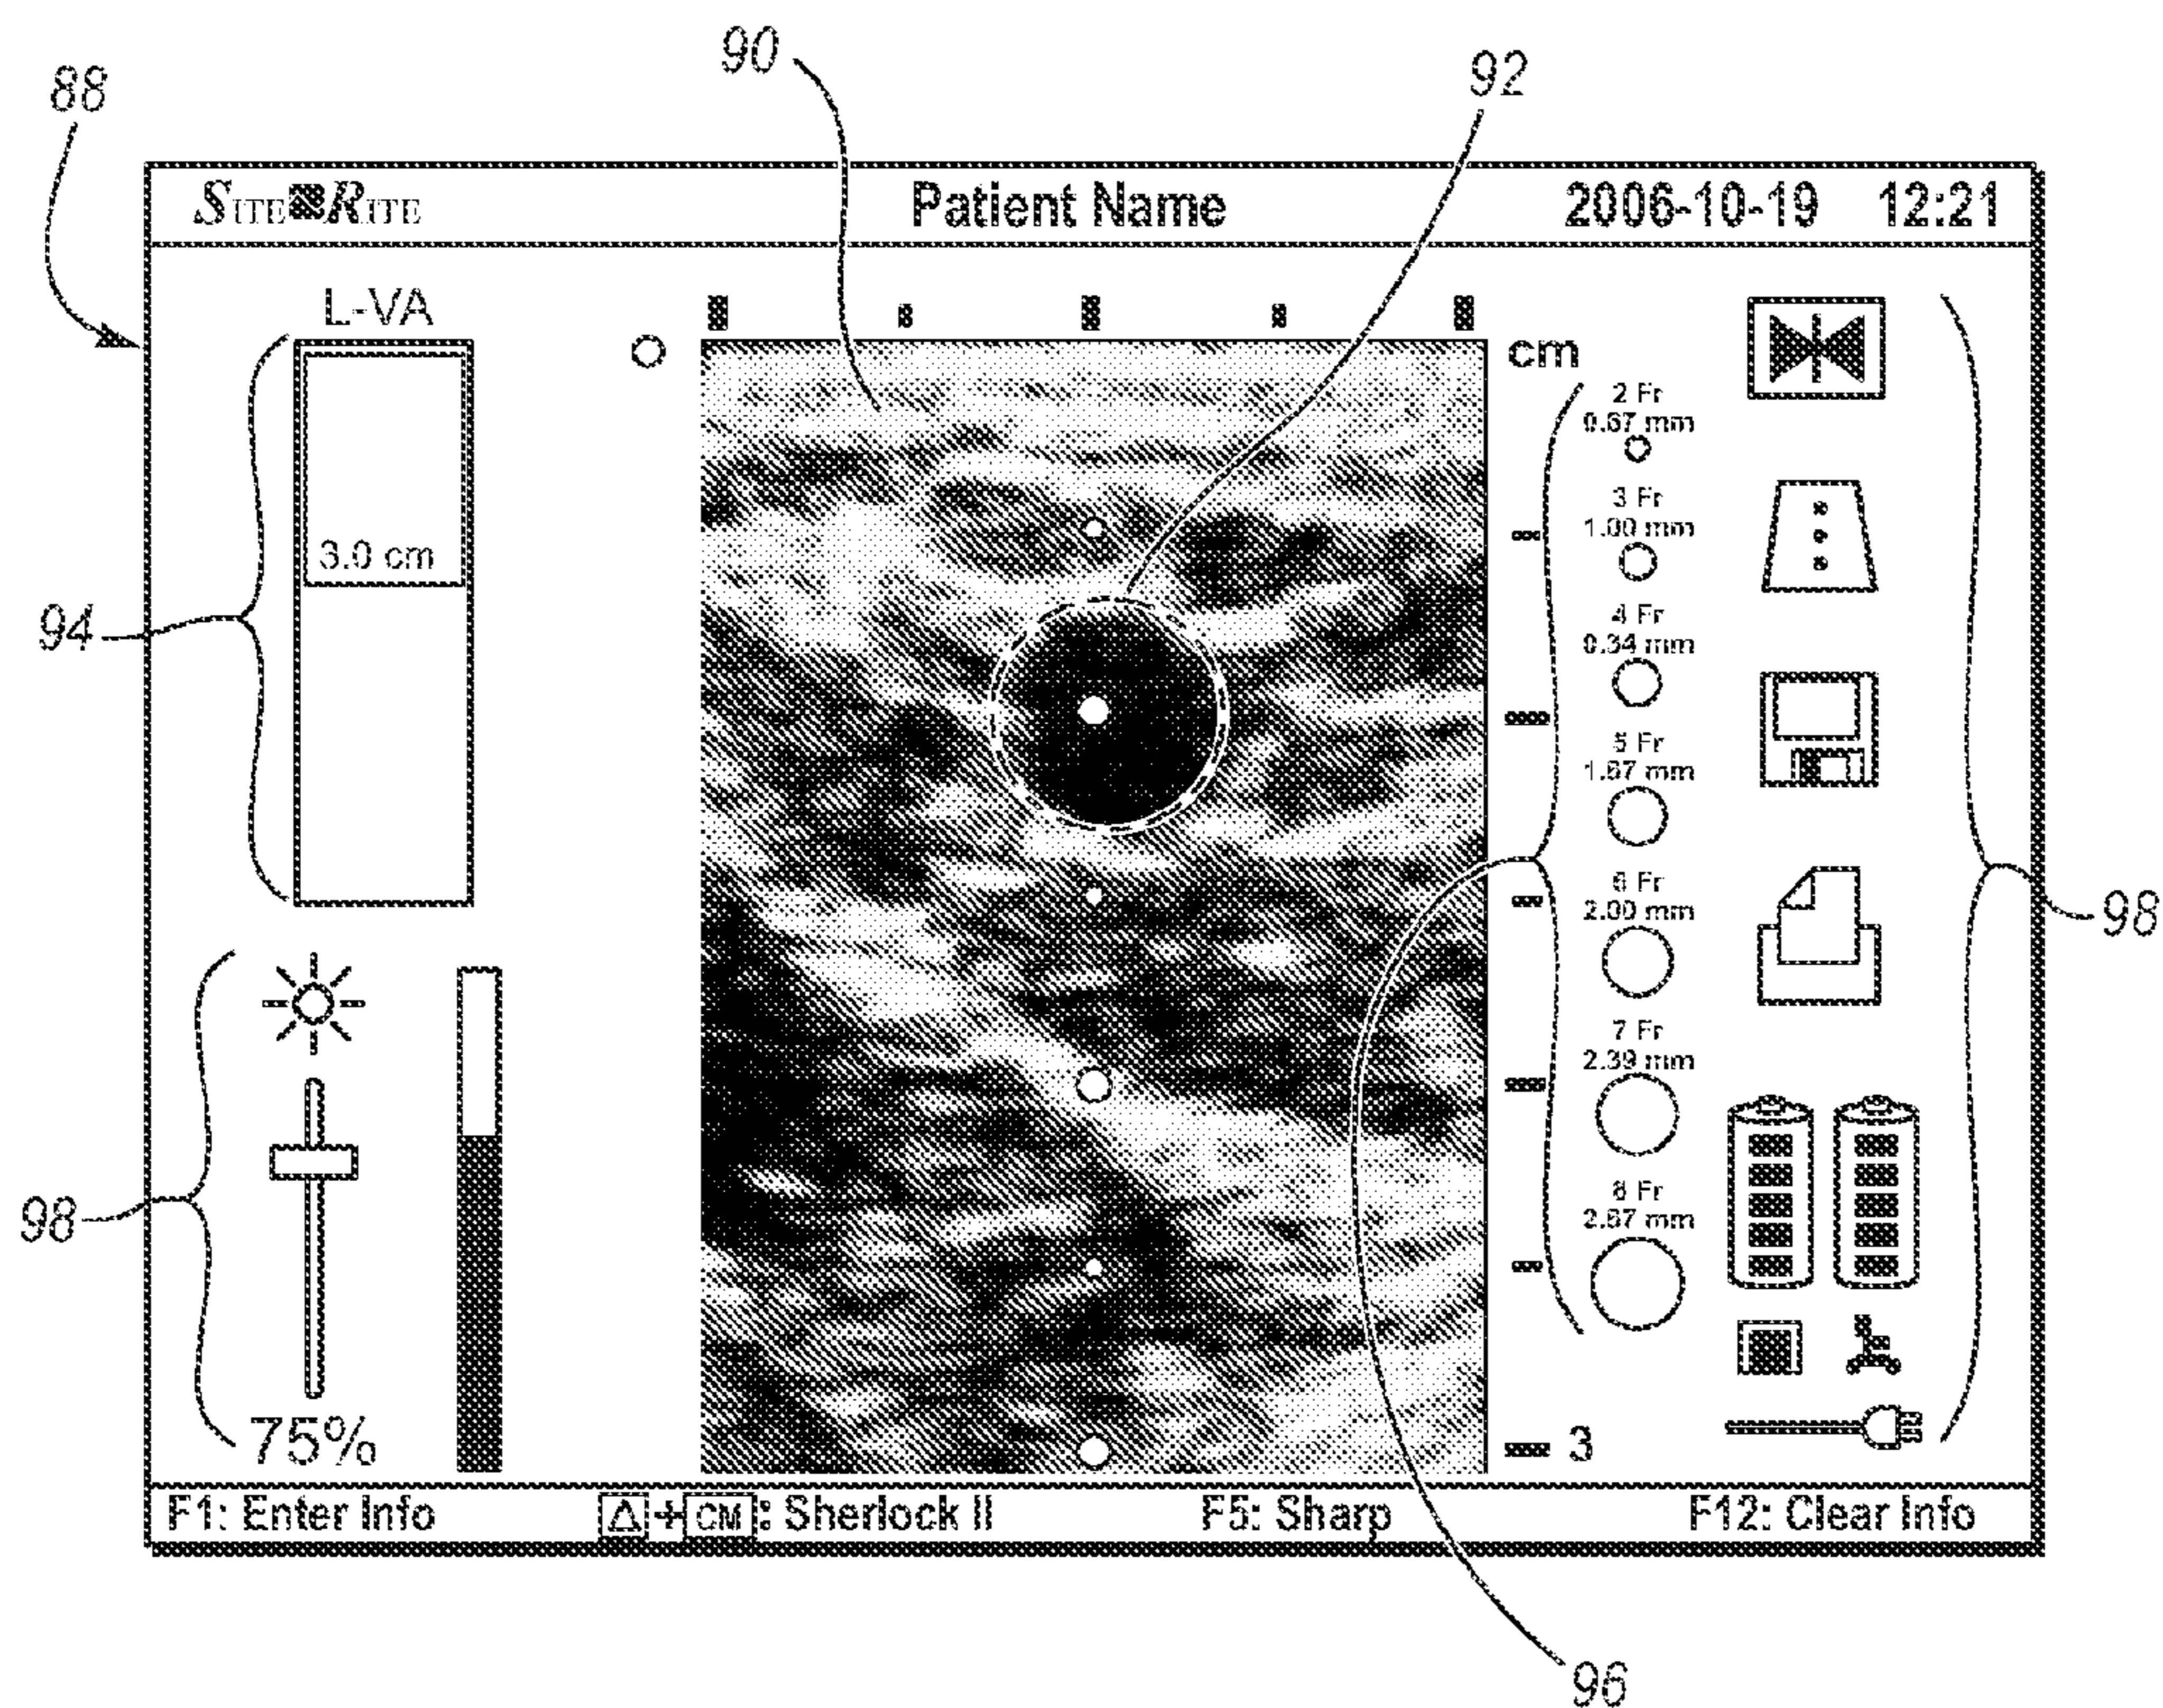 90
92
88
SITE RITE Patient Name 2006-10-19 12:21
L-VA
cm
2 Fr
0.67 mm
3 Fr
1.00 mm
3.0 cm
4 Fr
0.34 mm
94
5 Fr
1.67 mm
6 Fr
2.00 mm
98
7 Fr
2.39 mm
8 Fr
2.67 mm
98
75%
3
F1: Enter Info Δ+CM: Sherlock II F5: Sharp F12: Clear Info
96